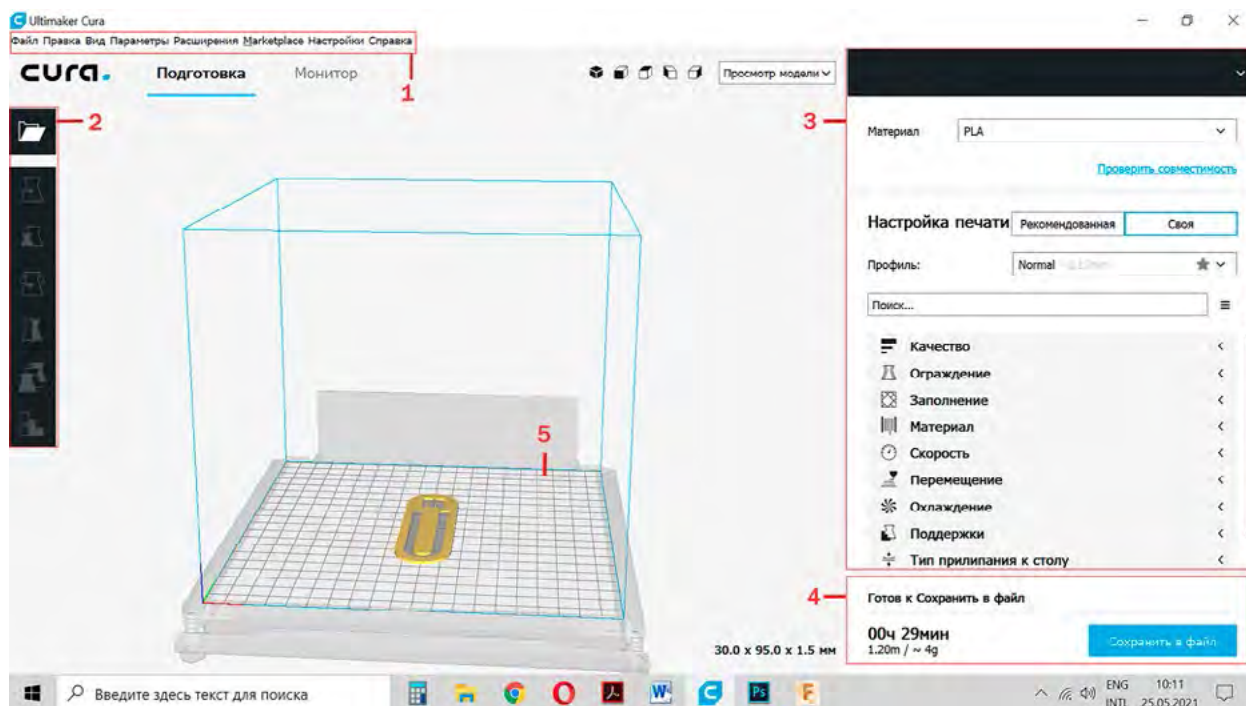 Ultimaker Cura
Файл Правка Вид Параметры Расширения Marketplace Настройки Справка
1
cura.
Подготовка
Монитор
Просмотр модели
2
3
Материал
PLA
Проверить совместимость
Настройка печати
Рекомендованная
Своя
Профиль:
Normal
Поиск...
Качество
Ограждение
Заполнение
Материал
Скорость
Перемещение
Охлаждение
Поддержки
Тип прилипания к столу
5
4
Готов к Сохранить в файл
00ч 29мин
1.20m / ~ 4g
Сохранить в файл
30.0 x 95.0 x 1.5 мм
Введите здесь текст для поиска
W
Ps
F
ENG
INTL
10:11
25.05.2021